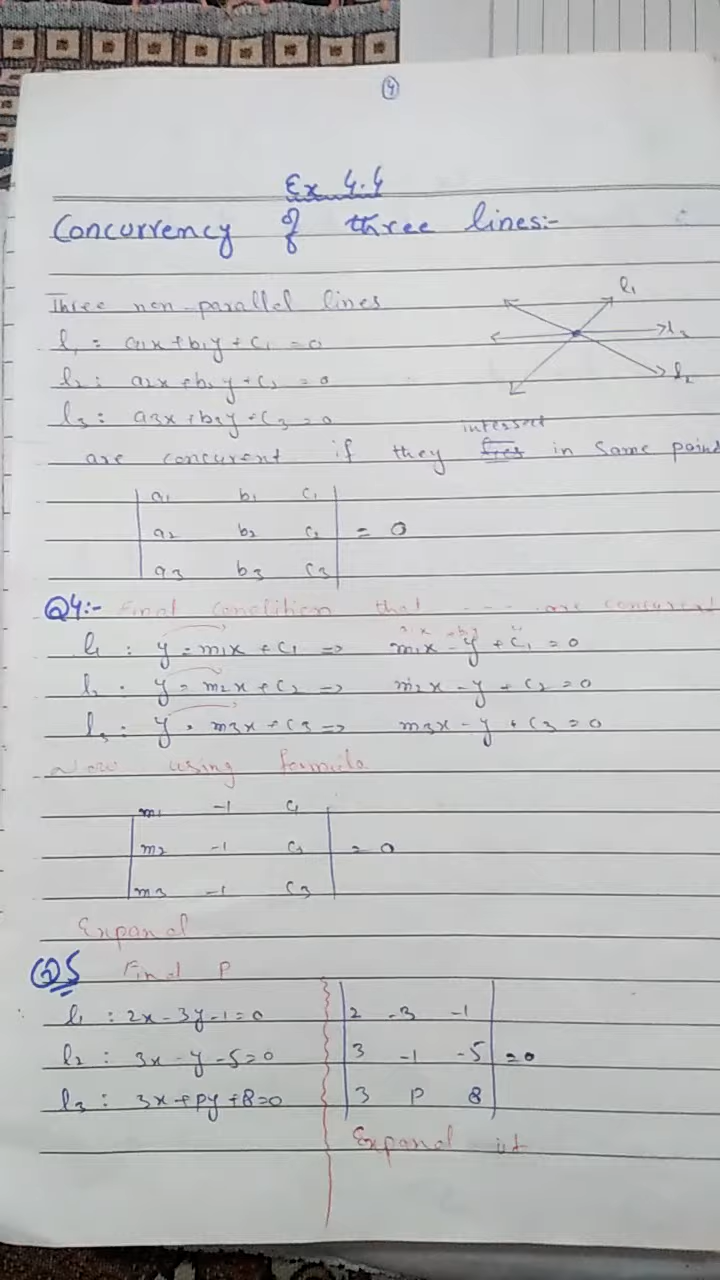 4
Ex 4.4
Concurrency of three lines:-
Three non-parallel lines
l₁ : a₁x + b₁y + c₁ = 0
l₂ : a₂x + b₂y + c₂ = 0
l₃ : a₃x + b₃y + c₃ = 0
l₁
l₃
l₂
intersect
are concurent if they in same point
a₁ b₁ c₁
a₂ b₂ c₂ = 0
a₃ b₃ c₃
Q4:- Find condition that ---- are concurent
l₁ : y = m₁x + c₁ => m₁x - y + c₁ = 0
l₂ : y = m₂x + c₂ => m₂x - y + c₂ = 0
l₃ : y = m₃x + c₃ => m₃x - y + c₃ = 0
Now using formula
m₁ -1 c₁
m₂ -1 c₂ = 0
m₃ -1 c₃
Expand
Q5 Find P
l₁ : 2x - 3y - 1 = 0 2 -3 -1
l₂ : 3x - y - 5 = 0 3 -1 -5 = 0
l₃ : 3x + py + 8 = 0 3 P 8
Expand it